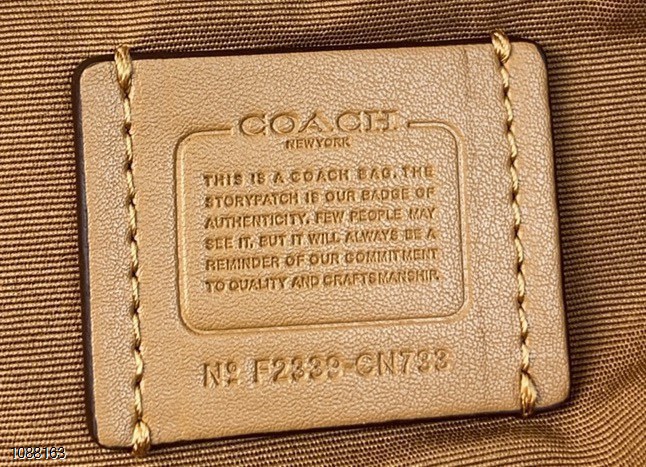 COACH
NEW YORK
THIS IS A COACH BAG. THE
STORYPATCH IS OUR BADGE OF
AUTHENTICITY. FEW PEOPLE MAY
SEE IT, BUT IT WILL ALWAYS BE A
REMINDER OF OUR COMMITMENT
TO QUALITY AND CRAFTSMANSHIP.
Nº F2339-CN793
1088163